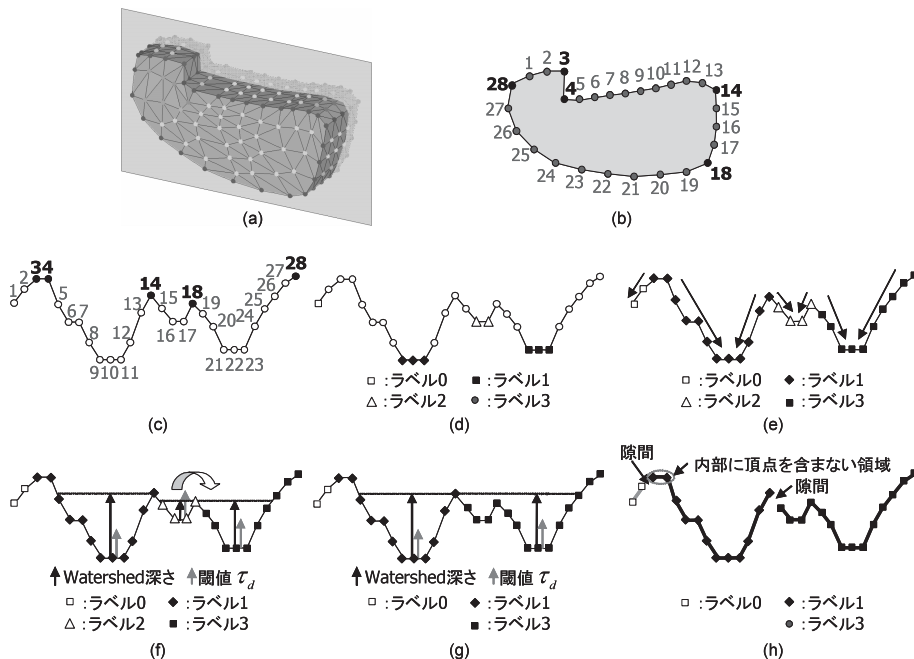 (a)
1 2 3
4 5 6 7 8 9 10 11 12 13
14
15
16
17
18
19
20
21
22
23
24
25
26
27
28
(b)
1 2 34
5
67
8
9 10 11
12
13
14
15
16 17
18
19
20
21 22 23
24
25
26
27
28
(c)
□:ラベル0 ■:ラベル1
△:ラベル2 ●:ラベル3
(d)
□:ラベル0 ◆:ラベル1
△:ラベル2 ■:ラベル3
(e)
Watershed深さ 閾値 τd
□:ラベル0 ◆:ラベル1
△:ラベル2 ■:ラベル3
(f)
Watershed深さ 閾値 τd
□:ラベル0 ◆:ラベル1
■:ラベル3
(g)
隙間
内部に頂点を含まない領域
隙間
□:ラベル0 ◆:ラベル1
●:ラベル3
(h)